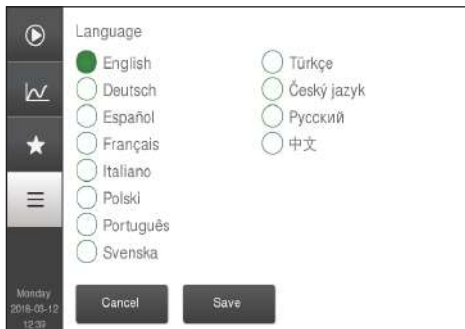 Language
English
Deutsch
Español
Français
Italiano
Polski
Português
Svenska
Türkçe
Český jazyk
Русский
中文
Cancel
Save
Monday
2018-03-12
12:39